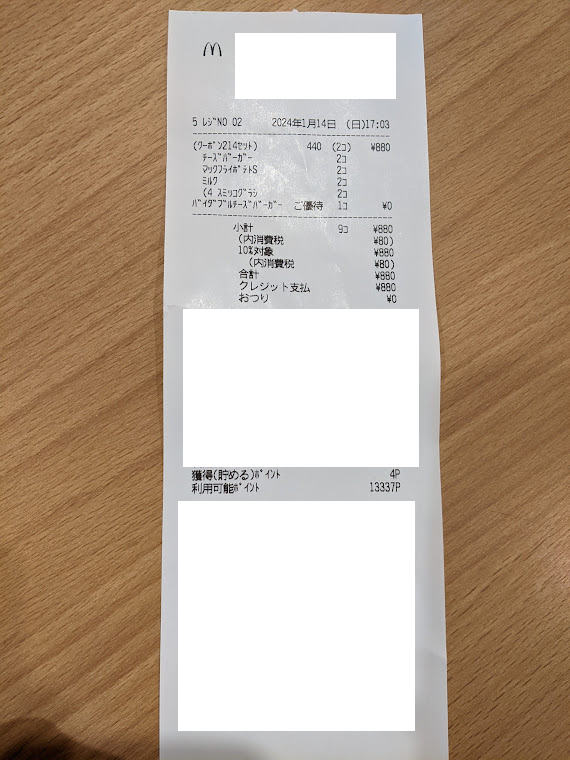 5 ﾚｼﾞNO 02 2024年1月14日 (日)17:03
(ｸｰﾎﾟﾝ214ｾｯﾄ) 440 (2コ) ¥880
ﾁｰｽﾞﾊﾞｰｶﾞｰ 2コ
ﾏｯｸﾌﾗｲﾎﾟﾃﾄS 2コ
ﾐﾙｸ 2コ
(4 ｽﾐｯｺｸﾞﾗｼ 2コ
ﾊﾞｲﾀﾞﾌﾞﾙﾁｰｽﾞﾊﾞｰｶﾞｰ ご優待 1コ ¥0
小計 9コ ¥880
(内消費税 ¥80)
10%対象 ¥880
(内消費税 ¥80)
合計 ¥880
クレジット支払 ¥880
おつり ¥0
獲得(貯める)ﾎﾟｲﾝﾄ 4P
利用可能ﾎﾟｲﾝﾄ 13337P